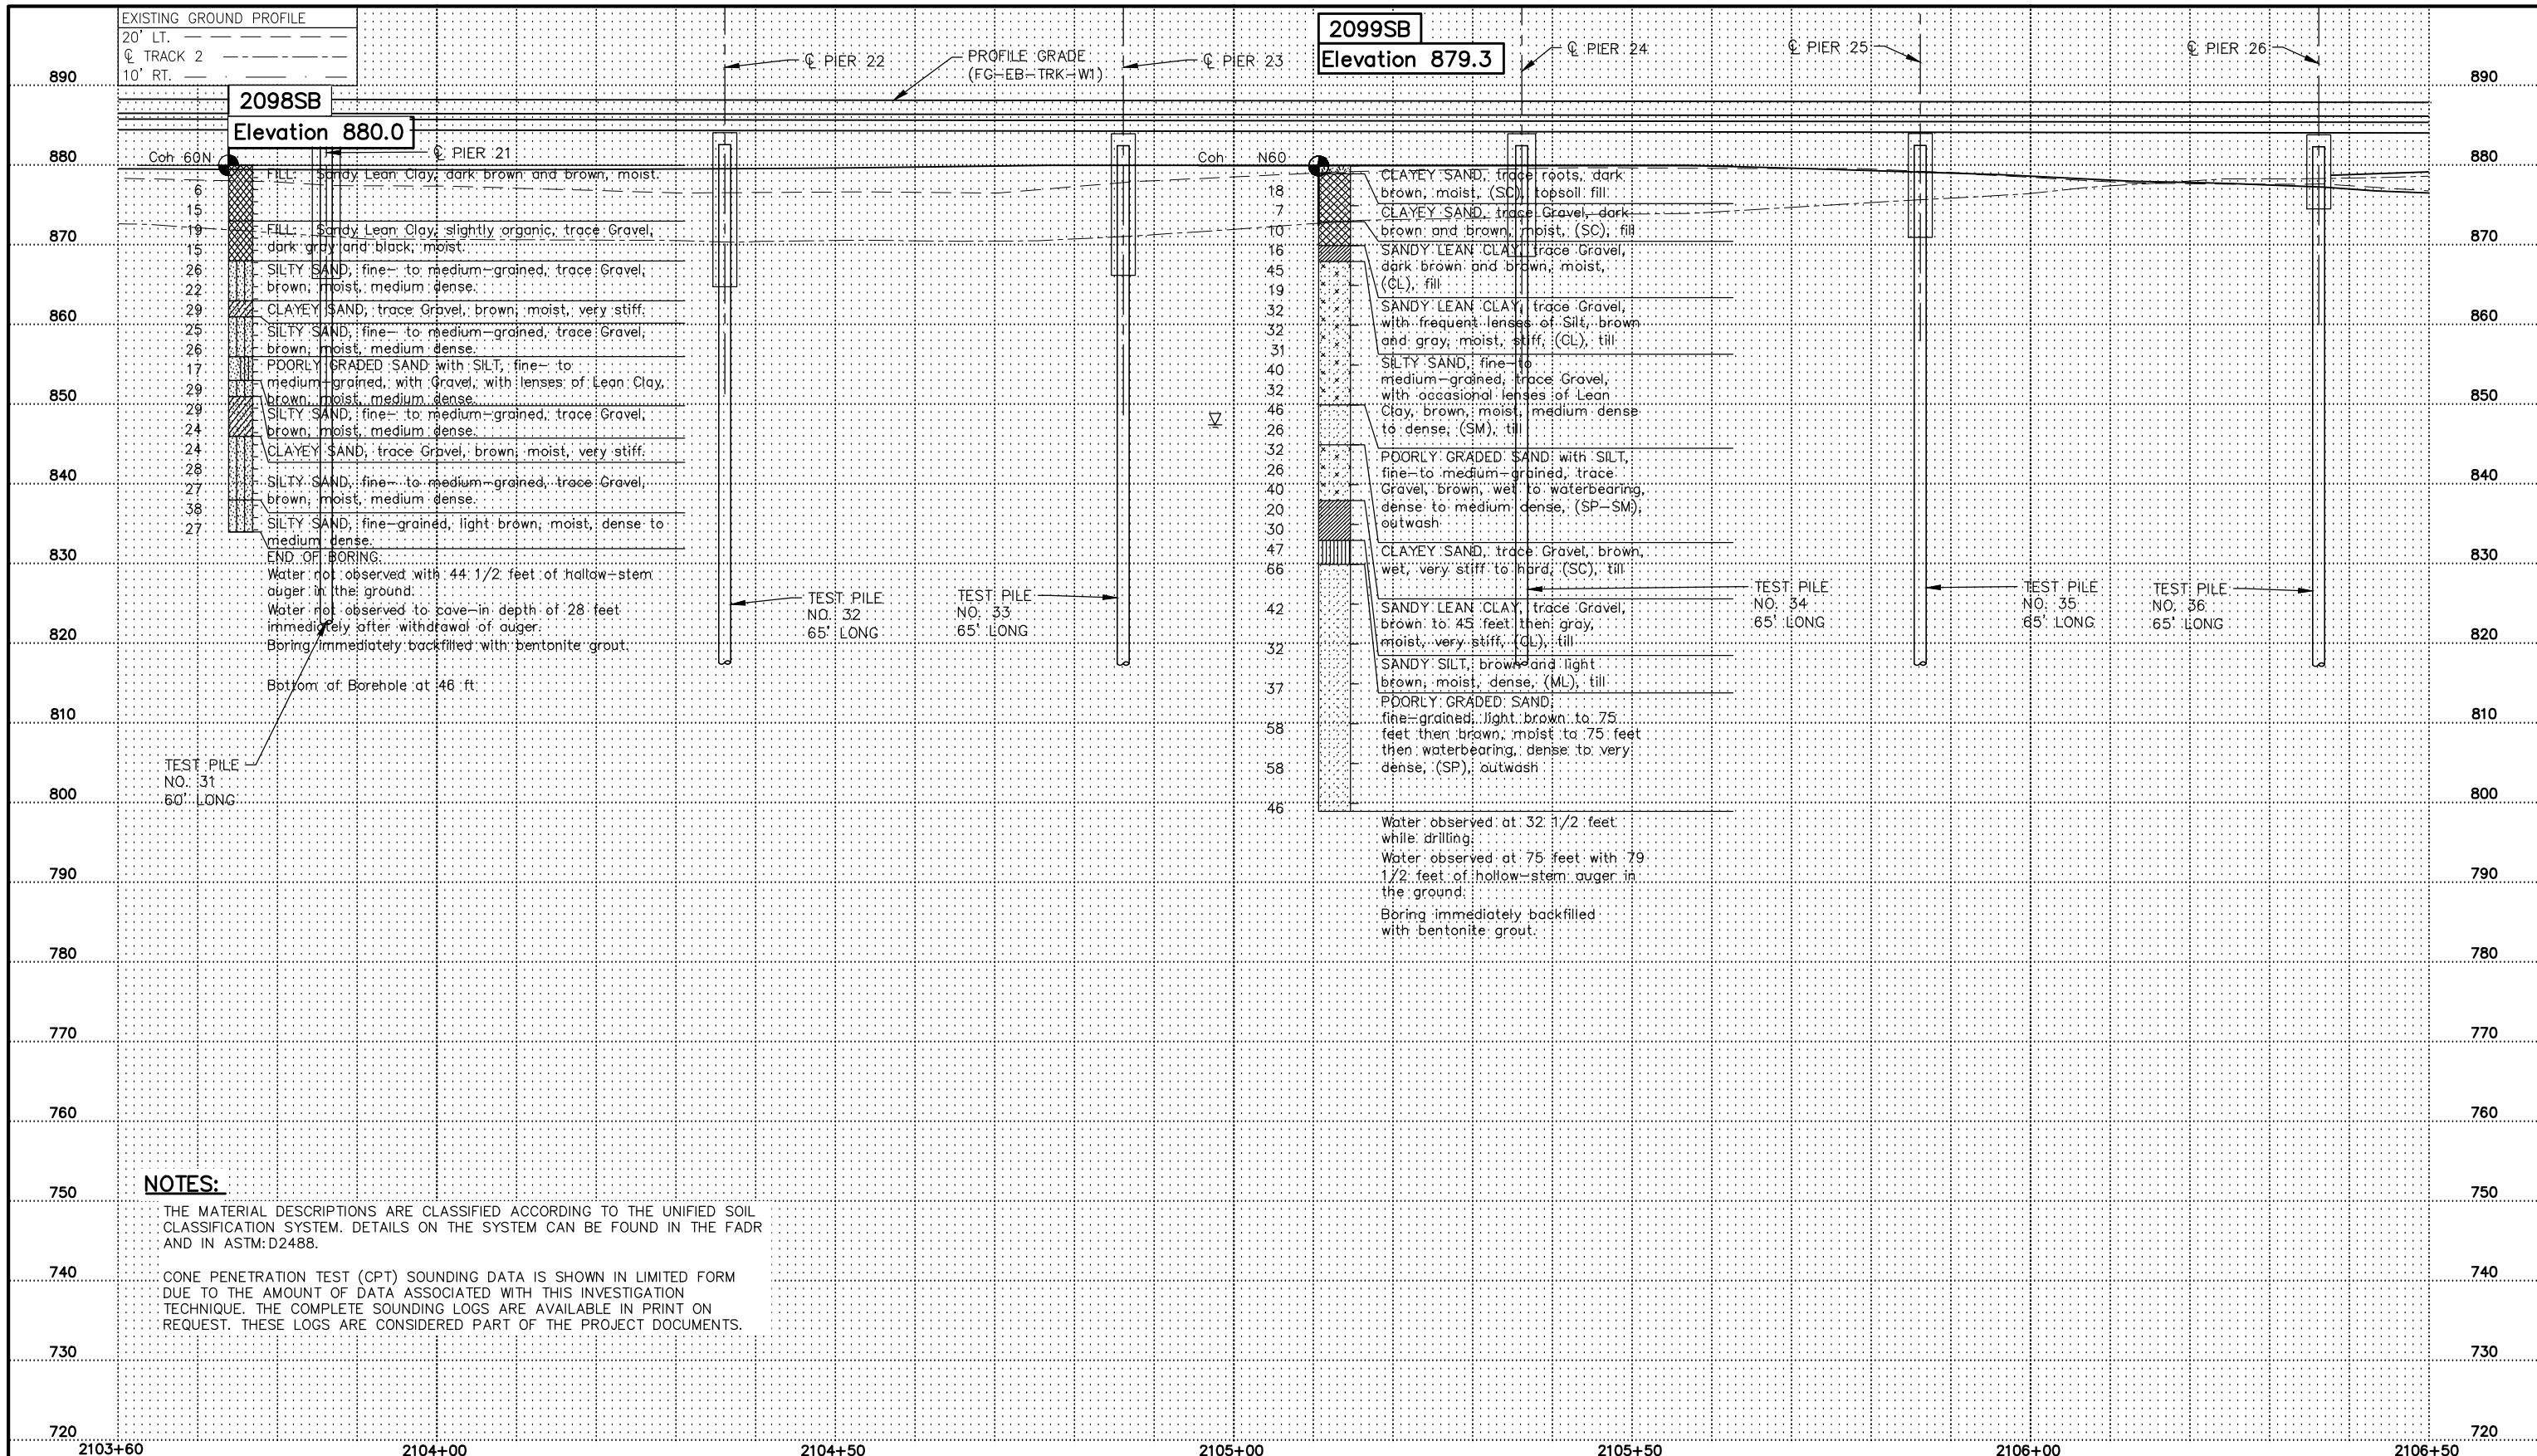 EXISTING GROUND PROFILE
20' LT.
℄ TRACK 2
10' RT.
2098SB
Elevation 880.0
2099SB
Elevation 879.3
℄ PIER 21
℄ PIER 22
PROFILE GRADE
(FG-EB-TRK-W1)
℄ PIER 23
℄ PIER 24
℄ PIER 25
℄ PIER 26
890
880
870
860
850
840
830
820
810
800
790
780
770
760
750
740
730
720
Coh 60N
6
15
19
15
26
22
29
25
26
17
29
29
24
24
28
27
38
27
FILL: Sandy Lean Clay, dark brown and brown, moist.
FILL: Sandy Lean Clay, slightly organic, trace Gravel,
dark gray and black, moist.
SILTY SAND, fine- to medium-grained, trace Gravel,
brown, moist, medium dense.
CLAYEY SAND, trace Gravel, brown, moist, very stiff.
SILTY SAND, fine- to medium-grained, trace Gravel,
brown, moist, medium dense.
POORLY GRADED SAND with SILT, fine- to
medium-grained, with Gravel, with lenses of Lean Clay,
brown, moist, medium dense.
SILTY SAND, fine- to medium-grained, trace Gravel,
brown, moist, medium dense.
CLAYEY SAND, trace Gravel, brown, moist, very stiff.
SILTY SAND, fine- to medium-grained, trace Gravel,
brown, moist, medium dense.
SILTY SAND, fine-grained, light brown, moist, dense to
medium dense.
END OF BORING.
Water not observed with 44 1/2 feet of hollow-stem
auger in the ground.
Water not observed to cave-in depth of 28 feet
immediately after withdrawal of auger.
Boring immediately backfilled with bentonite grout.
Bottom of Borehole at 46 ft
TEST PILE
NO. 31
60' LONG
TEST PILE
NO. 32
65' LONG
TEST PILE
NO. 33
65' LONG
Coh N60
18
7
10
16
45
19
32
32
31
40
32
46
26
32
26
40
20
30
47
66
42
32
37
58
58
46
CLAYEY SAND, trace roots, dark
brown, moist, (SC), topsoil fill
CLAYEY SAND, trace Gravel, dark
brown and brown, moist, (SC), fill
SANDY LEAN CLAY, trace Gravel,
dark brown and brown, moist,
(CL), fill
SANDY LEAN CLAY, trace Gravel,
with frequent lenses of Silt, brown
and gray, moist, stiff, (CL), till
SILTY SAND, fine-to
medium-grained, trace Gravel,
with occasional lenses of Lean
Clay, brown, moist, medium dense
to dense, (SM), till
POORLY GRADED SAND with SILT,
fine-to medium-grained, trace
Gravel, brown, wet to waterbearing,
dense to medium dense, (SP-SM),
outwash
CLAYEY SAND, trace Gravel, brown,
wet, very stiff to hard, (SC), till
SANDY LEAN CLAY, trace Gravel,
brown to 45 feet then gray,
moist, very stiff, (CL), till
SANDY SILT, brown and light
brown, moist, dense, (ML), till
POORLY GRADED SAND,
fine-grained, light brown to 75
feet then brown, moist to 75 feet
then waterbearing, dense to very
dense, (SP), outwash
Water observed at 32 1/2 feet
while drilling.
Water observed at 75 feet with 79
1/2 feet of hollow-stem auger in
the ground.
Boring immediately backfilled
with bentonite grout.
TEST PILE
NO. 34
65' LONG
TEST PILE
NO. 35
65' LONG
TEST PILE
NO. 36
65' LONG
890
880
870
860
850
840
830
820
810
800
790
780
770
760
750
740
730
720
NOTES:
THE MATERIAL DESCRIPTIONS ARE CLASSIFIED ACCORDING TO THE UNIFIED SOIL
CLASSIFICATION SYSTEM. DETAILS ON THE SYSTEM CAN BE FOUND IN THE FADR
AND IN ASTM:D2488.
CONE PENETRATION TEST (CPT) SOUNDING DATA IS SHOWN IN LIMITED FORM
DUE TO THE AMOUNT OF DATA ASSOCIATED WITH THIS INVESTIGATION
TECHNIQUE. THE COMPLETE SOUNDING LOGS ARE AVAILABLE IN PRINT ON
REQUEST. THESE LOGS ARE CONSIDERED PART OF THE PROJECT DOCUMENTS.
2103+60
2104+00
2104+50
2105+00
2105+50
2106+00
2106+50